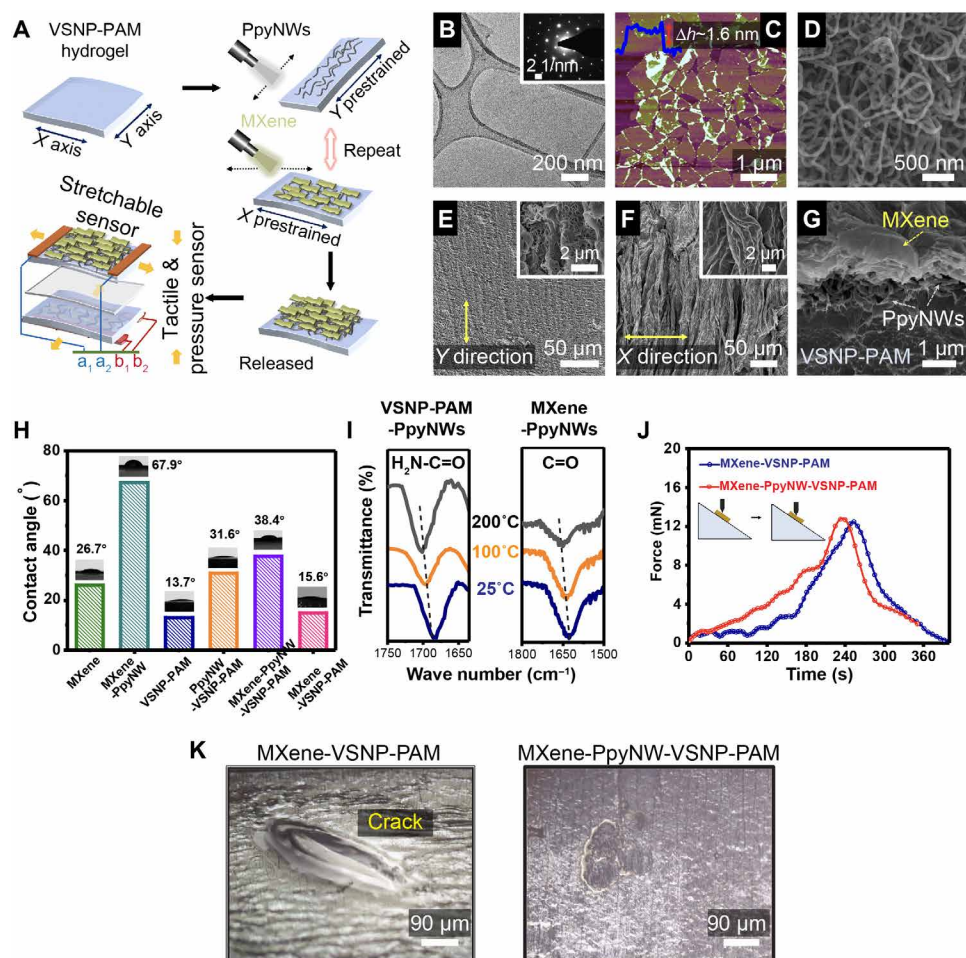 A
VSNP-PAM
hydrogel
X axis
Y axis
PpyNWs
Y prestrained
MXene
Repeat
X prestrained
Released
Stretchable
sensor
Tactile &
pressure sensor
a1 a2 b1 b2
B
2 1/nm
200 nm
C
Δh~1.6 nm
1 µm
D
500 nm
E
2 µm
Y direction
50 µm
F
2 µm
X direction
50 µm
G
MXene
PpyNWs
VSNP-PAM
1 µm
H
Contact angle (°)
80
60
40
20
0
26.7°
67.9°
13.7°
31.6°
38.4°
15.6°
MXene
MXene
-PpyNW
VSNP-PAM
PpyNW
-VSNP-PAM
MXene-PpyNW
-VSNP-PAM
MXene
-VSNP-PAM
I
VSNP-PAM
-PpyNWs
MXene
-PpyNWs
H2N-C=O
C=O
Transmittance (%)
200°C
100°C
25°C
1750 1700 1650
1800 1650 1500
Wave number (cm⁻¹)
J
MXene-VSNP-PAM
MXene-PpyNW-VSNP-PAM
Force (mN)
20
16
12
8
4
0
0 60 120 180 240 300 360
Time (s)
K
MXene-VSNP-PAM
Crack
90 µm
MXene-PpyNW-VSNP-PAM
90 µm